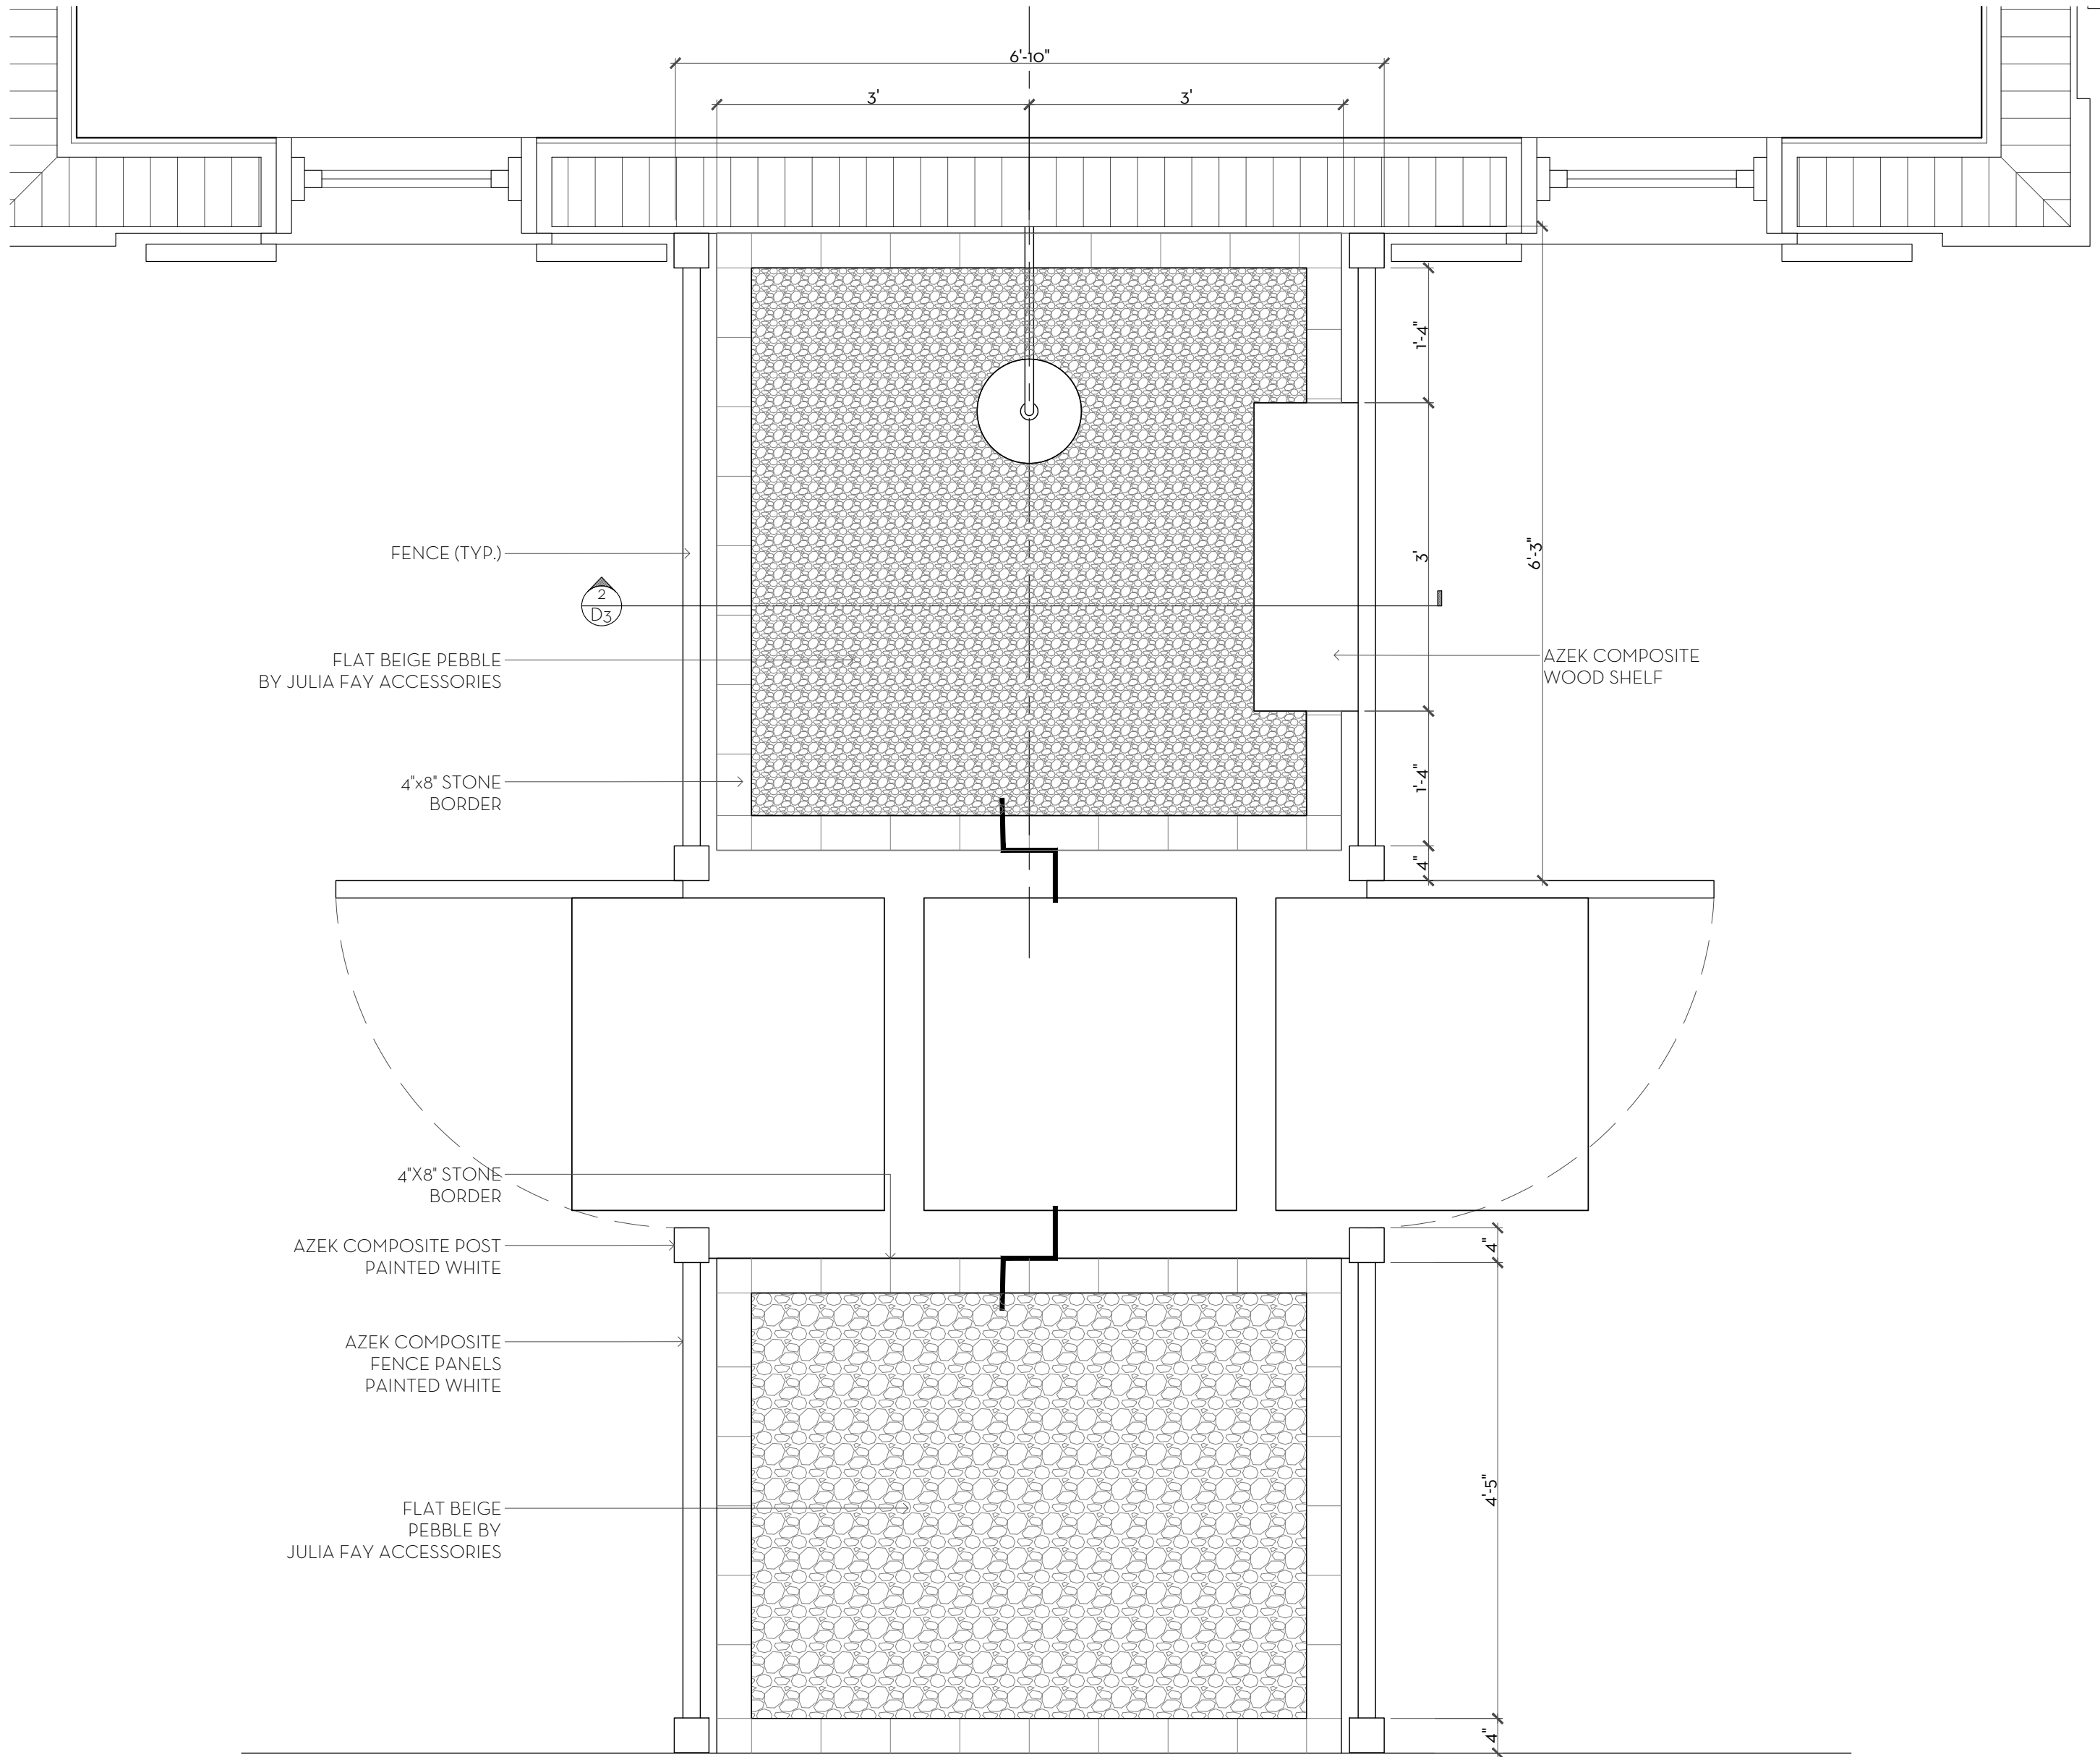 6'-10"
3'
3'
1'-4"
FENCE (TYP.)
3'
6'-3"
2
D3
FLAT BEIGE PEBBLE
BY JULIA FAY ACCESSORIES
AZEK COMPOSITE
WOOD SHELF
4"x8" STONE
BORDER
1'-4"
4"
4"X8" STONE
BORDER
AZEK COMPOSITE POST
PAINTED WHITE
4"
AZEK COMPOSITE
FENCE PANELS
PAINTED WHITE
4'-5"
FLAT BEIGE
PEBBLE BY
JULIA FAY ACCESSORIES
4"